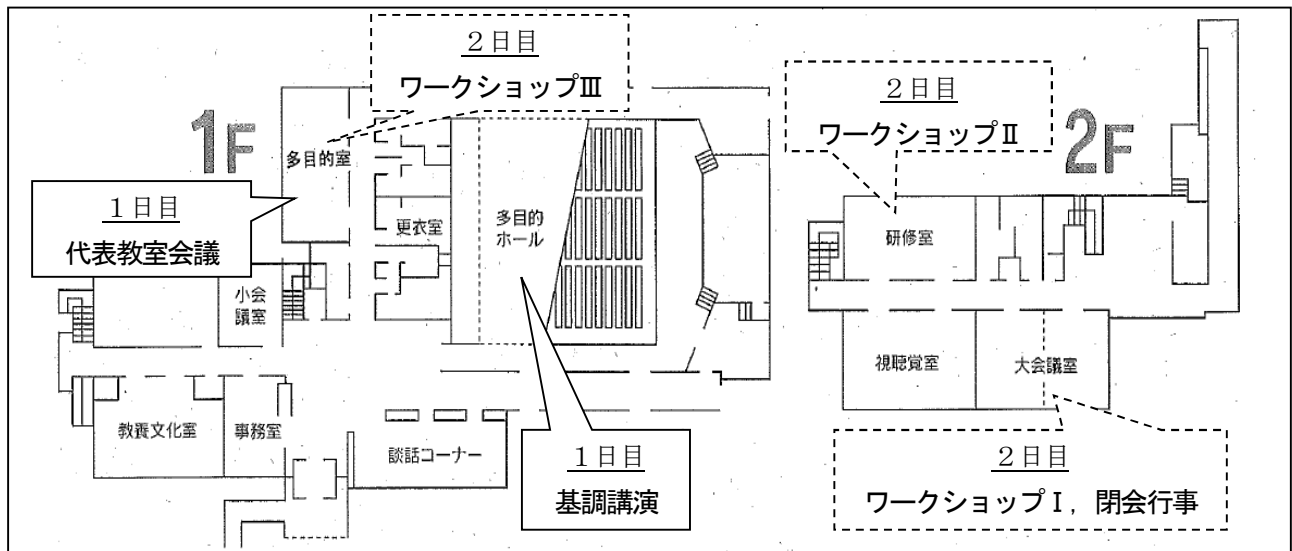 ２日目
ワークショップⅢ
1F
多目的室
１日目
代表教室会議
更衣室
多目的
ホール
小会
議室
教養文化室
事務室
談話コーナー
１日目
基調講演
２日目
ワークショップⅡ
2F
研修室
視聴覚室
大会議室
２日目
ワークショップⅠ，閉会行事